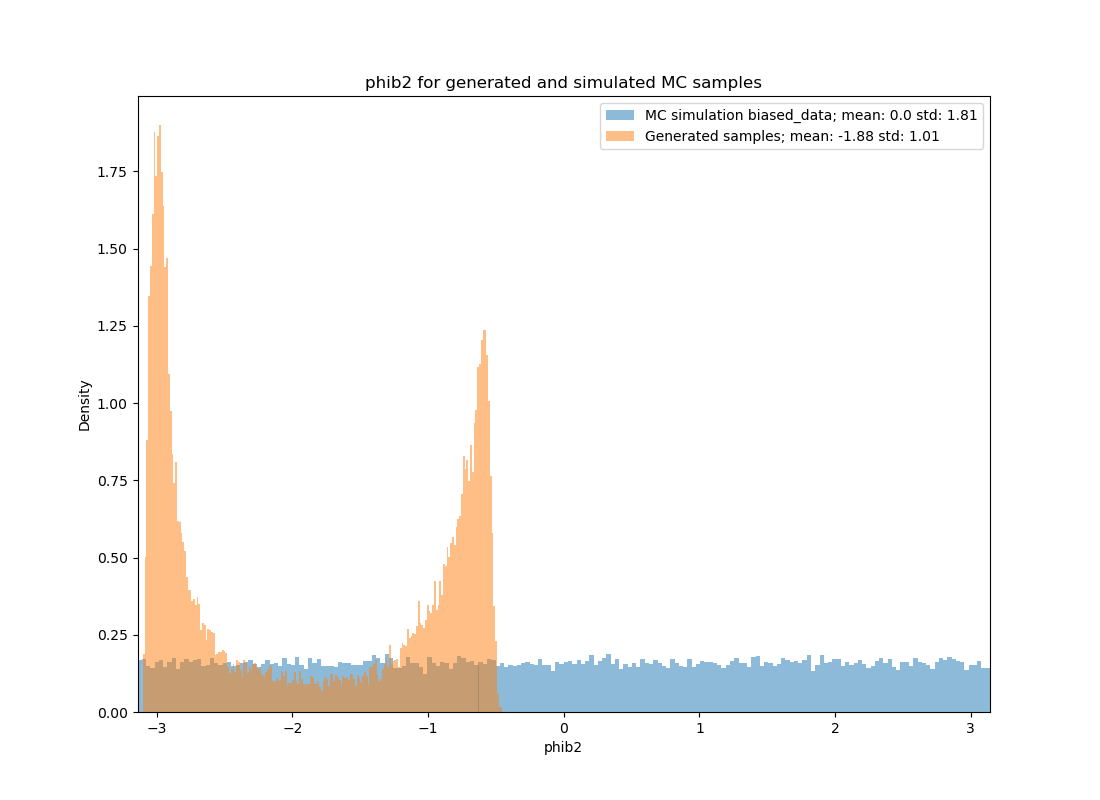 phib2 for generated and simulated MC samples
MC simulation biased_data; mean: 0.0 std: 1.81
Generated samples; mean: -1.88 std: 1.01
1.75
1.50
1.25
1.00
0.75
0.50
0.25
0.00
Density
−3 −2 −1 0 1 2 3
phib2